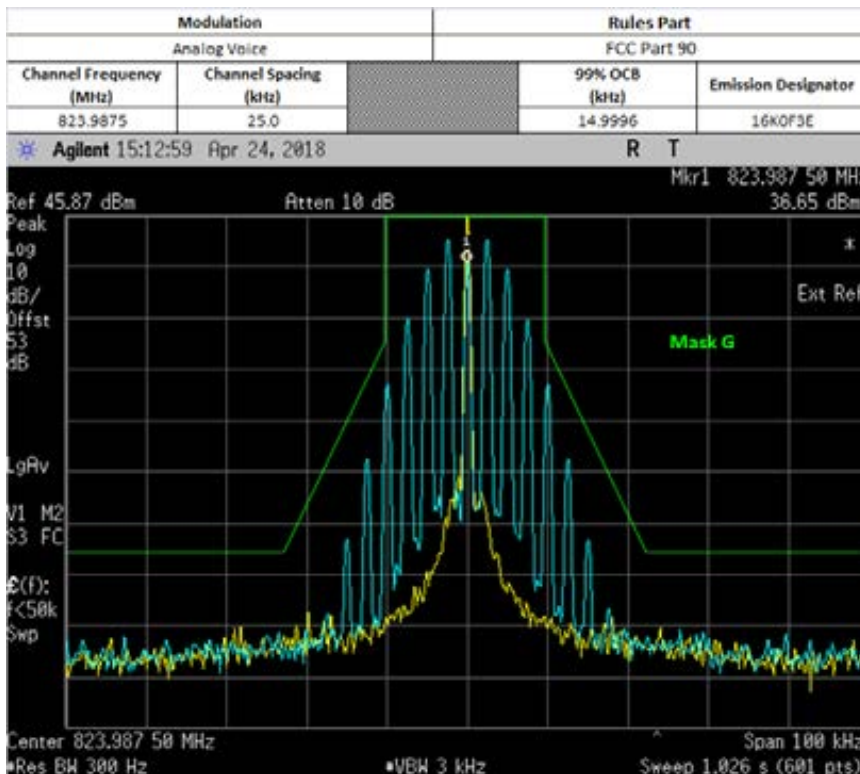 Modulation Rules Part
Analog Voice FCC Part 90
Channel Frequency (MHz) Channel Spacing (kHz) 99% OCB (kHz) Emission Designator
823.9875 25.0 14.9996 16K0F3E
Agilent 15:12:59 Apr 24, 2018 R T
Mkr1 823.987 50 MHz
Ref 45.87 dBm Atten 10 dB 36.65 dBm
Peak
Log
10
dB/
Offst
53
dB
1
*
Ext Ref
Mask G
LgAv
V1 M2
S3 FC
£(f):
f<50k
Swp
Center 823.987 50 MHz Span 100 kHz
*Res BW 300 Hz *VBW 3 kHz Sweep 1.026 s (601 pts)